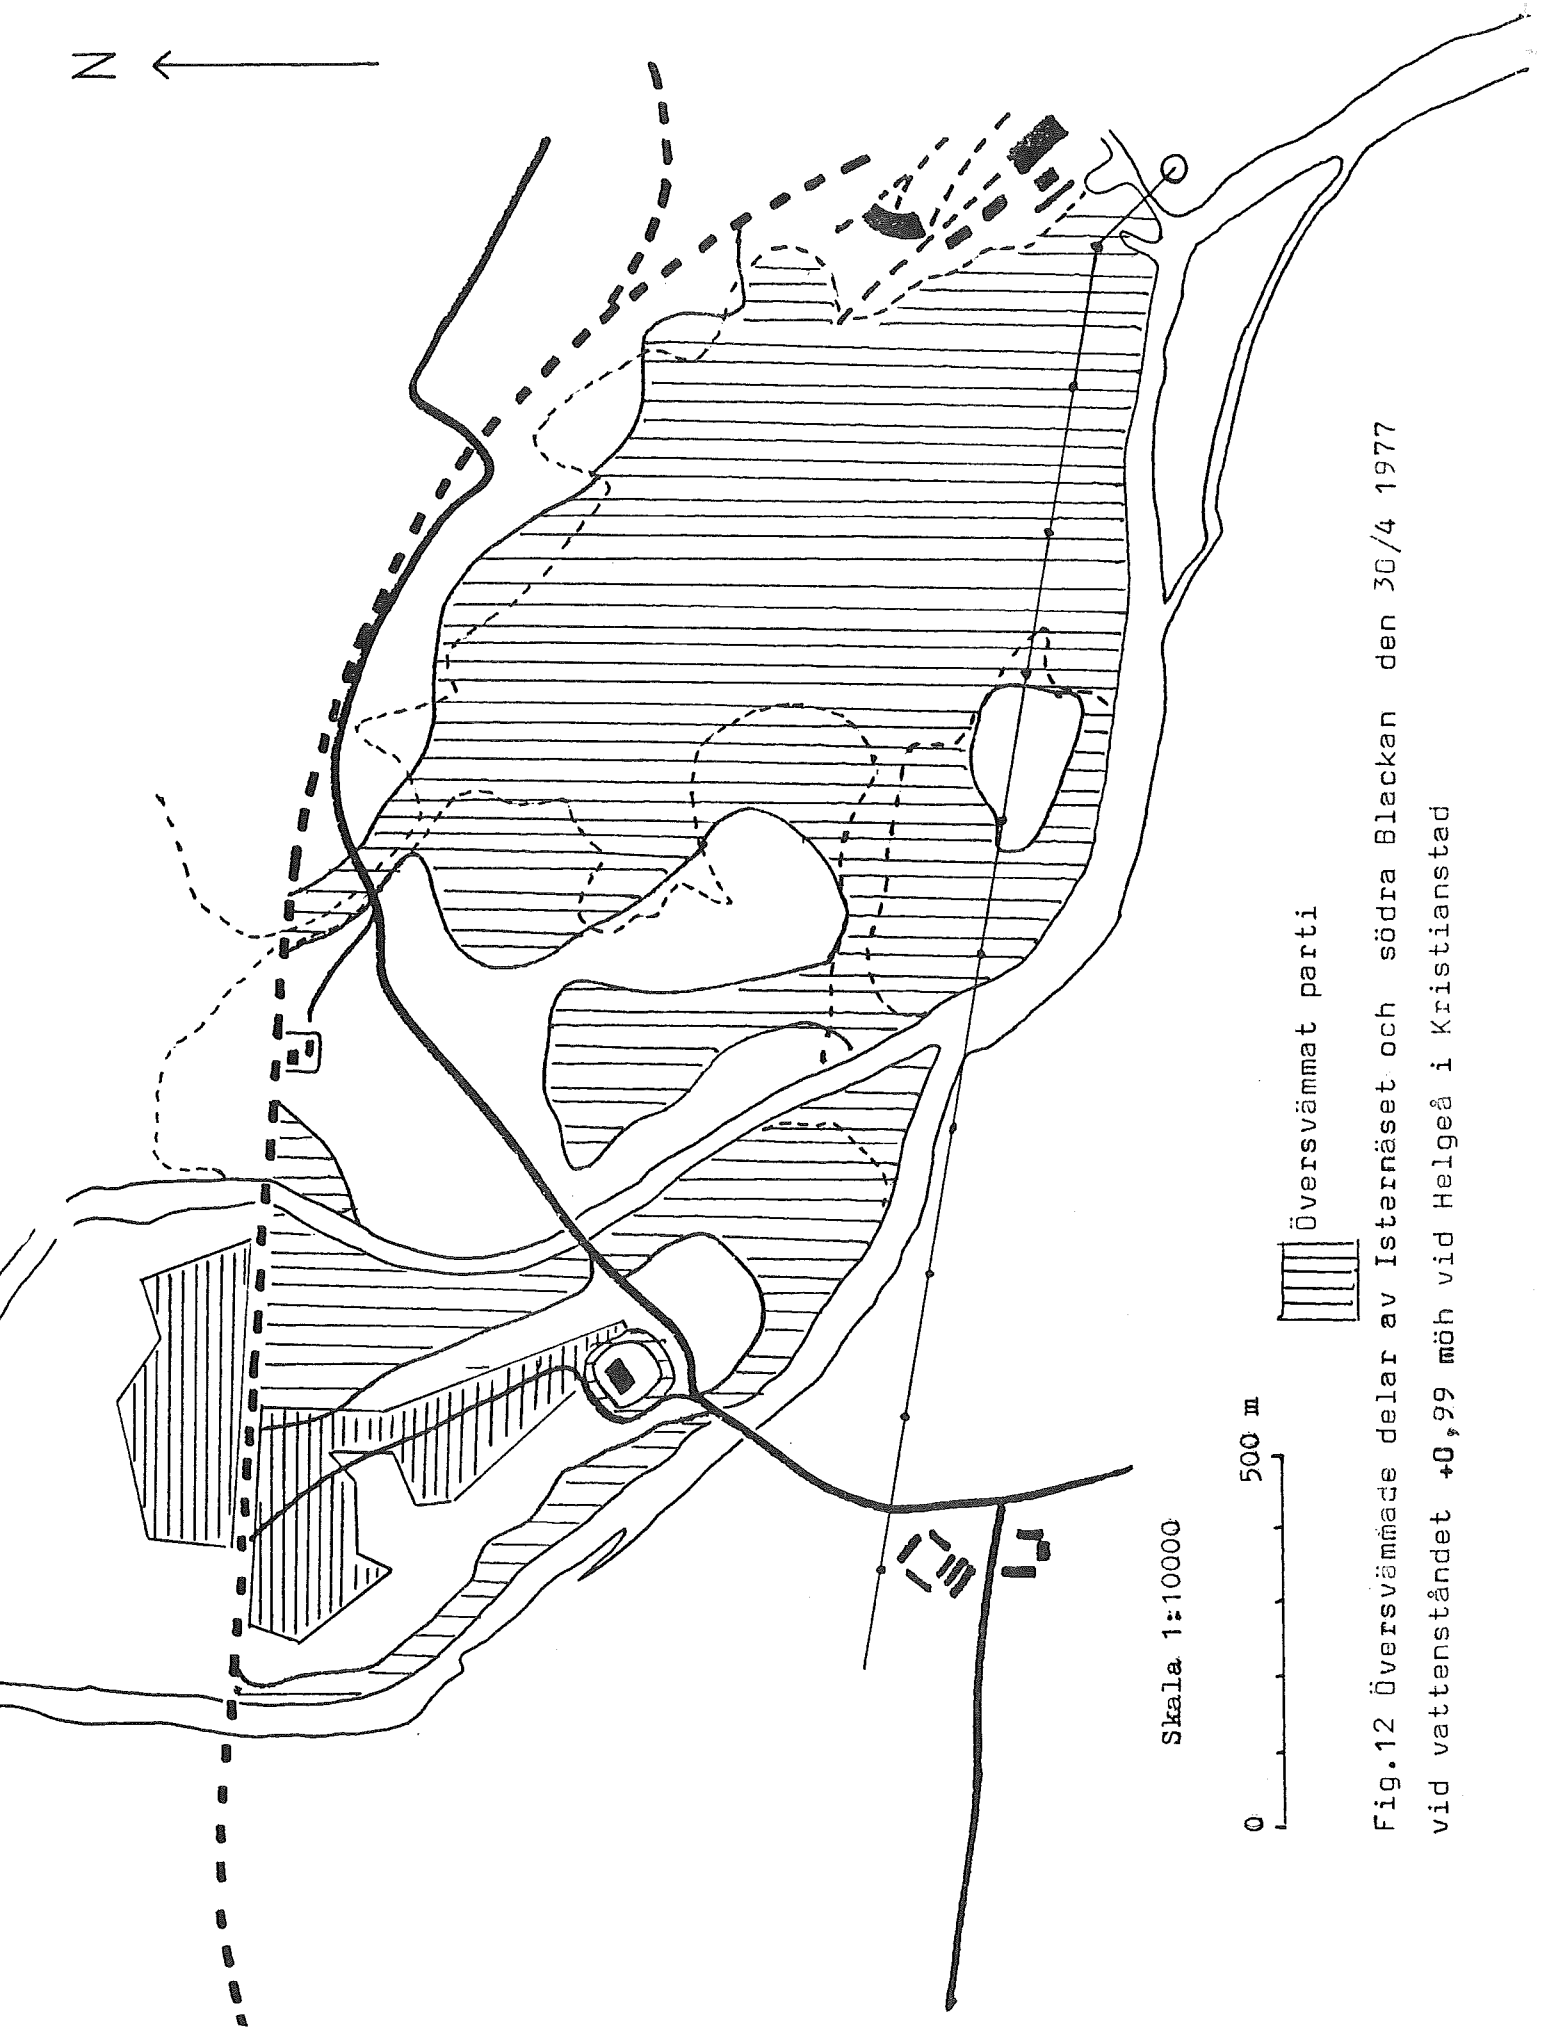 N
Skala 1:10000
0 500 m
Översvämmat parti
Fig.12 Översvämmade delar av Isternäset och södra Blackan den 30/4 1977
vid vattenståndet +0,99 möh vid Helgeå i Kristianstad